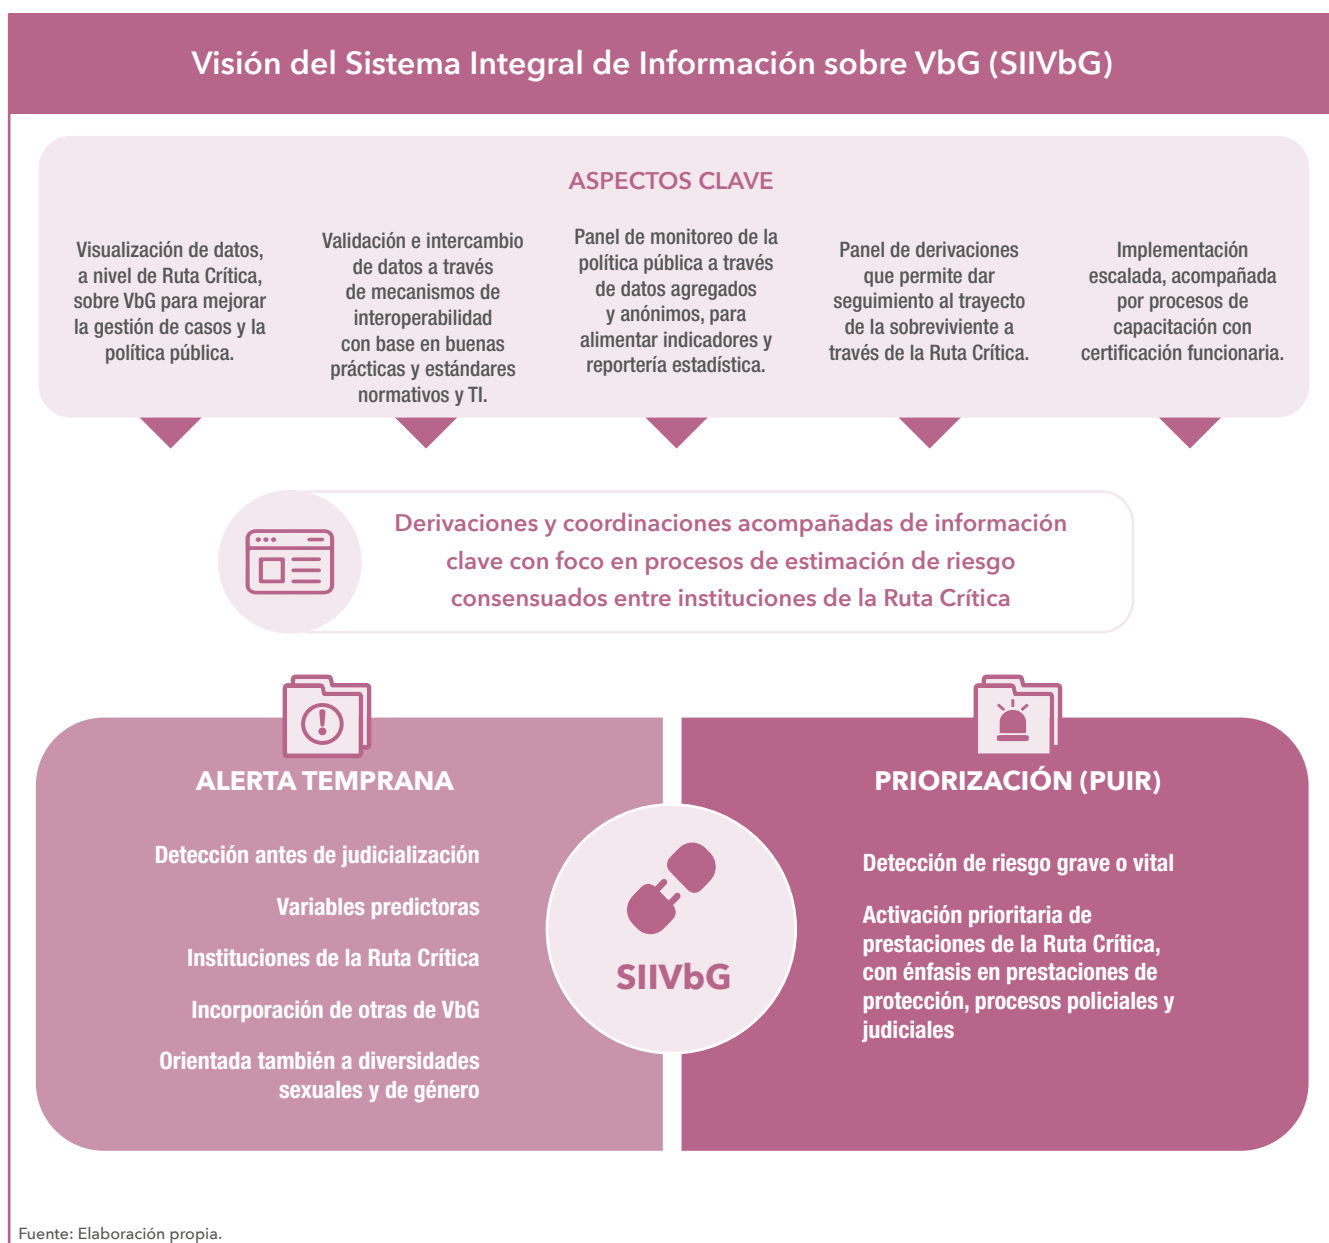 Visión del Sistema Integral de Información sobre VbG (SIIVbG)
ASPECTOS CLAVE
Visualización de datos,
a nivel de Ruta Crítica,
sobre VbG para mejorar
la gestión de casos y la
política pública.
Validación e intercambio
de datos a través
de mecanismos de
interoperabilidad
con base en buenas
prácticas y estándares
normativos y TI.
Panel de monitoreo de la
política pública a través
de datos agregados
y anónimos, para
alimentar indicadores y
reportería estadística.
Panel de derivaciones
que permite dar
seguimiento al trayecto
de la sobreviviente a
través de la Ruta Crítica.
Implementación
escalada, acompañada
por procesos de
capacitación con
certificación funcionaria.
Derivaciones y coordinaciones acompañadas de información
clave con foco en procesos de estimación de riesgo
consensuados entre instituciones de la Ruta Crítica
ALERTA TEMPRANA
Detección antes de judicialización
Variables predictoras
Instituciones de la Ruta Crítica
Incorporación de otras de VbG
Orientada también a diversidades
sexuales y de género
SIIVbG
PRIORIZACIÓN (PUIR)
Detección de riesgo grave o vital
Activación prioritaria de
prestaciones de la Ruta Crítica,
con énfasis en prestaciones de
protección, procesos policiales y
judiciales
Fuente: Elaboración propia.